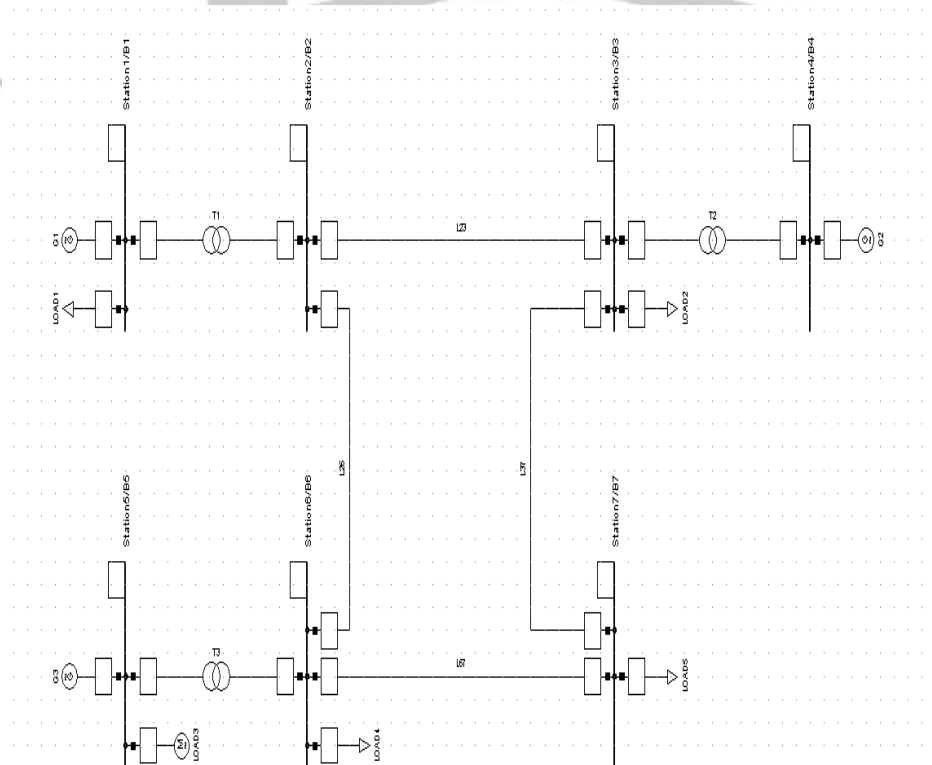 Station1/B1
Station2/B2
Station3/B3
Station4/B4
G1
T1
L23
T2
G2
LOAD1
LOAD2
L26
L37
Station5/B5
Station6/B6
Station7/B7
G3
T3
L67
LOAD5
M
LOAD3
LOAD4